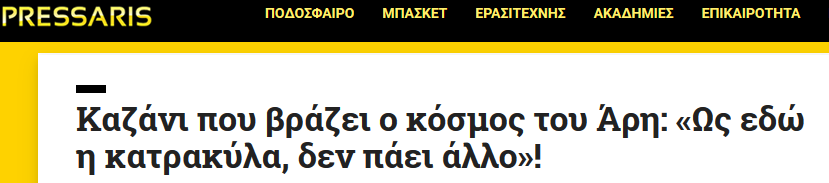 PRESSARIS ΠΟΔΟΣΦΑΙΡΟ ΜΠΑΣΚΕΤ ΕΡΑΣΙΤΕΧΝΗΣ ΑΚΑΔΗΜΙΕΣ ΕΠΙΚΑΙΡΟΤΗΤΑ
Καζάνι που βράζει ο κόσμος του Άρη: «Ως εδώ
η κατρακύλα, δεν πάει άλλο»!